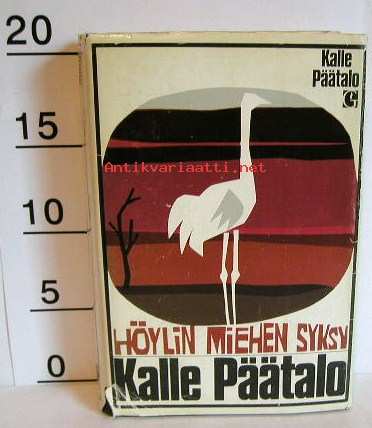 20
15
10
5
0
Kalle
Päätalo
G
Antikvariaatti.net
HÖYLIN MIEHEN SYKSY
Kalle Päätalo